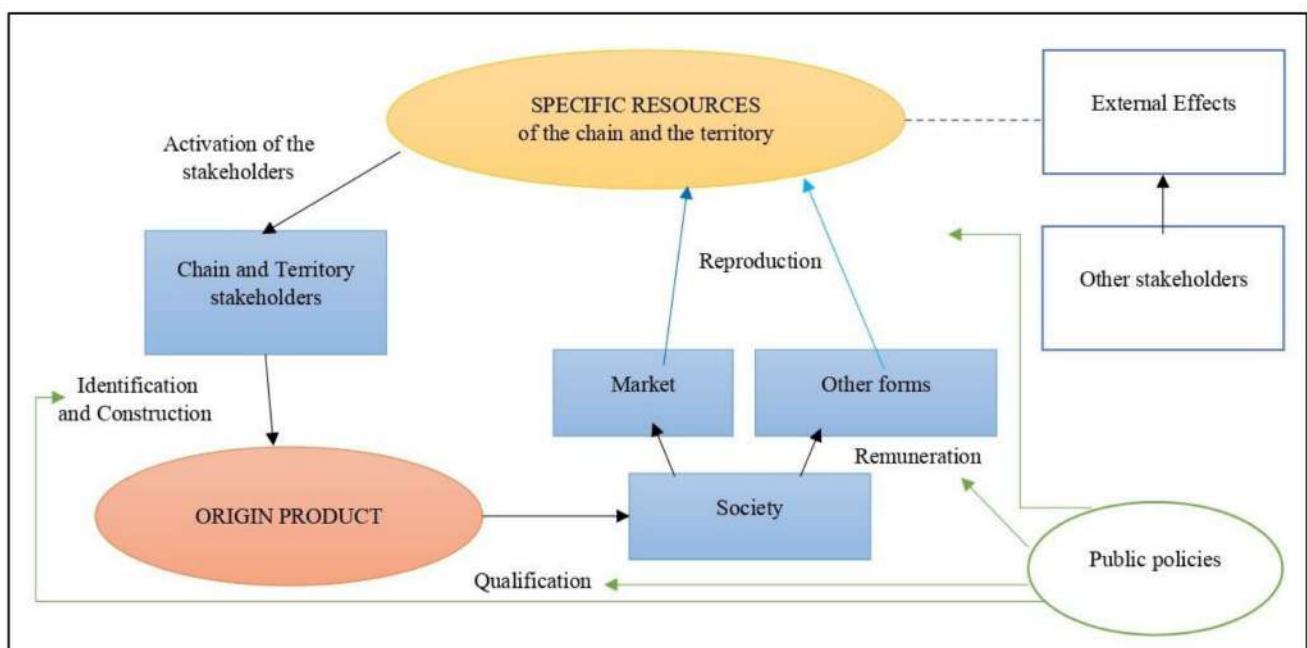 SPECIFIC RESOURCES
of the chain and the territory
External Effects
Activation of the
stakeholders
Chain and Territory
stakeholders
Reproduction
Other stakeholders
Identification
and Construction
Market
Other forms
Remuneration
ORIGIN PRODUCT
Society
Qualification
Public policies